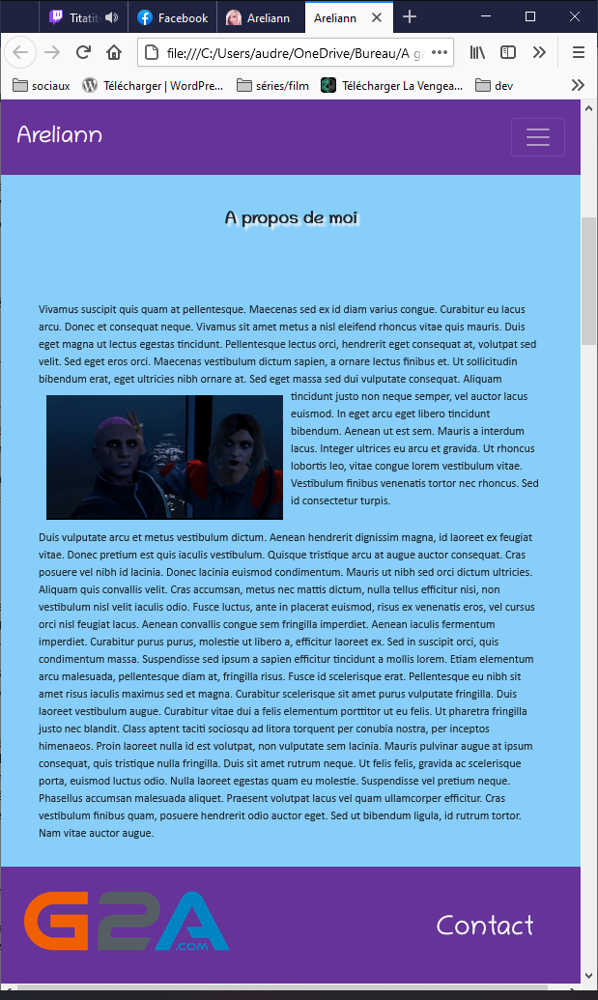 Titatit
Facebook
Areliann
Areliann
file:///C:/Users/audre/OneDrive/Bureau/A ga
sociaux
Télécharger | WordPre...
séries/film
Télécharger La Vengea...
dev
Areliann
A propos de moi
Vivamus suscipit quis quam at pellentesque. Maecenas sed ex id diam varius congue. Curabitur eu lacus
arcu. Donec et consequat neque. Vivamus sit amet metus a nisl eleifend rhoncus vitae quis mauris. Duis
eget magna ut lectus egestas tincidunt. Pellentesque lectus orci, hendrerit eget consequat at, volutpat sed
velit. Sed eget eros orci. Maecenas vestibulum dictum sapien, a ornare lectus finibus et. Ut sollicitudin
bibendum erat, eget ultricies nibh ornare at. Sed eget massa sed dui vulputate consequat. Aliquam
tincidunt justo non neque semper, vel auctor lacus
euismod. In eget arcu eget libero tincidunt
bibendum. Aenean ut est sem. Mauris a interdum
lacus. Integer ultrices eu arcu et gravida. Ut rhoncus
lobortis leo, vitae congue lorem vestibulum vitae.
Vestibulum finibus venenatis tortor nec rhoncus. Sed
id consectetur turpis.
Duis vulputate arcu et metus vestibulum dictum. Aenean hendrerit dignissim magna, id laoreet ex feugiat
vitae. Donec pretium est quis iaculis vestibulum. Quisque tristique arcu at augue auctor consequat. Cras
posuere vel nibh id lacinia. Donec lacinia euismod condimentum. Mauris ut nibh sed orci dictum ultricies.
Aliquam quis convallis velit. Cras accumsan, metus nec mattis dictum, nulla tellus efficitur nisi, non
vestibulum nisl velit iaculis odio. Fusce luctus, ante in placerat euismod, risus ex venenatis eros, vel cursus
orci nisl feugiat lacus. Aenean convallis congue sem fringilla imperdiet. Aenean iaculis fermentum
imperdiet. Curabitur purus purus, molestie ut libero a, efficitur laoreet ex. Sed in suscipit orci, quis
condimentum massa. Suspendisse sed ipsum a sapien efficitur tincidunt a mollis lorem. Etiam elementum
arcu malesuada, pellentesque diam at, fringilla risus. Fusce id scelerisque erat. Pellentesque eu nibh sit
amet risus iaculis maximus sed et magna. Curabitur scelerisque sit amet purus vulputate fringilla. Duis
laoreet vestibulum augue. Curabitur vitae dui a felis elementum porttitor ut eu felis. Ut pharetra fringilla
justo nec blandit. Class aptent taciti sociosqu ad litora torquent per conubia nostra, per inceptos
himenaeos. Proin laoreet nulla id est volutpat, non vulputate sem lacinia. Mauris pulvinar augue at ipsum
consequat, quis tristique nulla fringilla. Duis sit amet rutrum neque. Ut felis felis, gravida ac scelerisque
porta, euismod luctus odio. Nulla laoreet egestas quam eu molestie. Suspendisse vel pretium neque.
Phasellus accumsan malesuada aliquet. Praesent volutpat lacus vel quam ullamcorper efficitur. Cras
vestibulum finibus quam, posuere hendrerit odio auctor eget. Sed ut bibendum ligula, id rutrum tortor.
Nam vitae auctor augue.
G2A
.COM
Contact